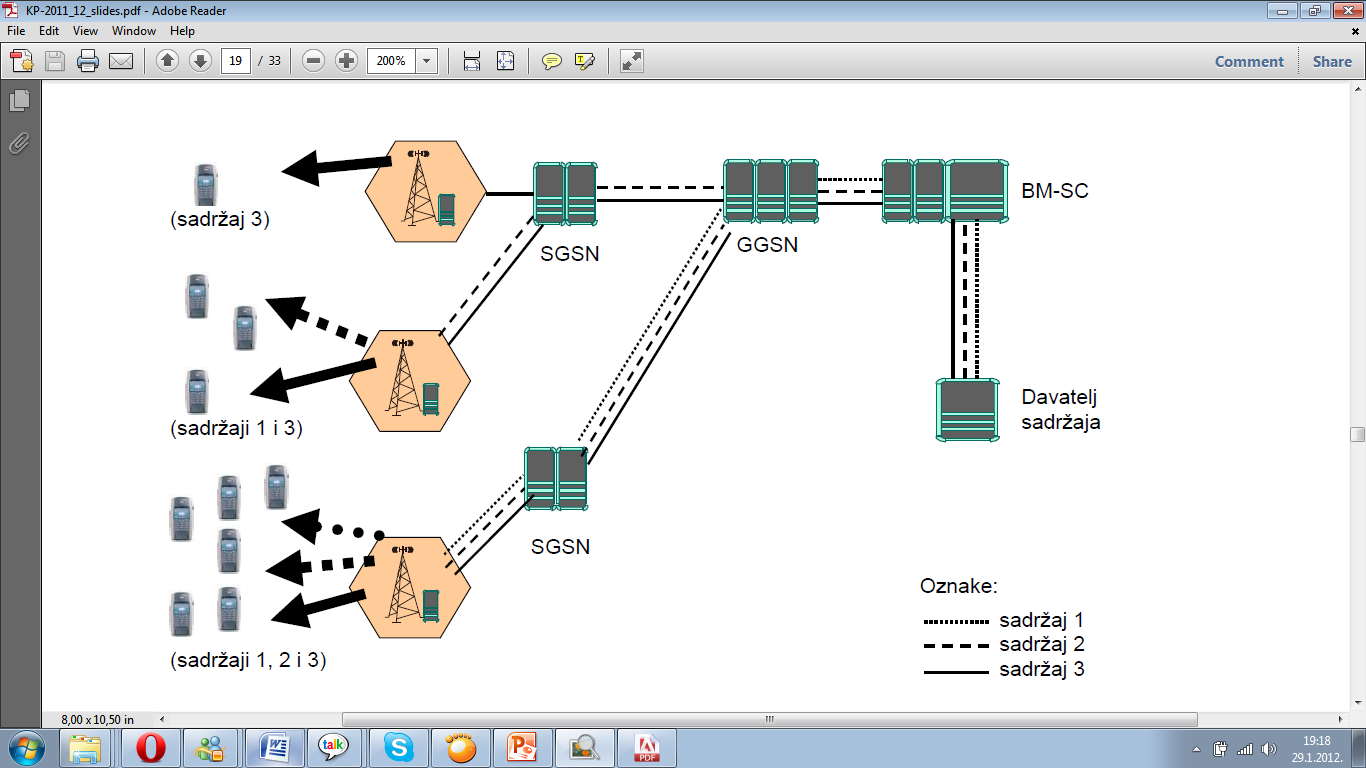 KP-2011_12_slides.pdf - Adobe Reader
File Edit View Window Help
19 / 33 200% Comment Share
(sadržaj 3)
SGSN
GGSN
BM-SC
(sadržaji 1 i 3)
Davatelj
sadržaja
SGSN
(sadržaji 1, 2 i 3)
Oznake:
sadržaj 1
sadržaj 2
sadržaj 3
8,00 x 10,50 in
talk
PDF
19:18
29.1.2012.